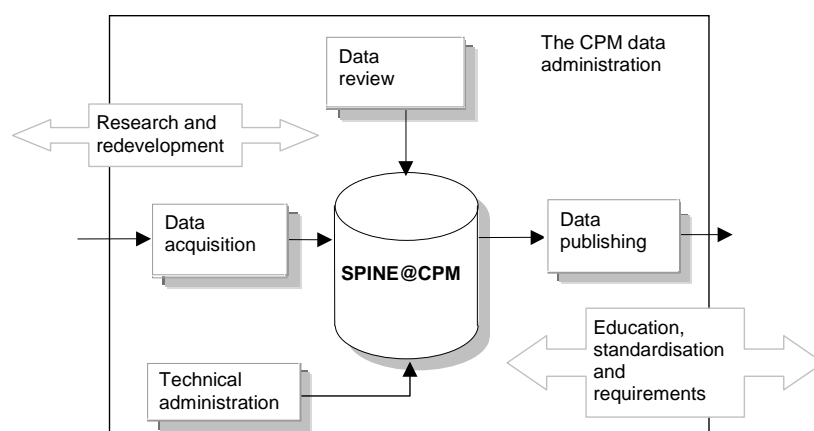 Data
review
The CPM data
administration
Research and
redevelopment
Data
acquisition
SPINE@CPM
Data
publishing
Education,
standardisation
and
requirements
Technical
administration